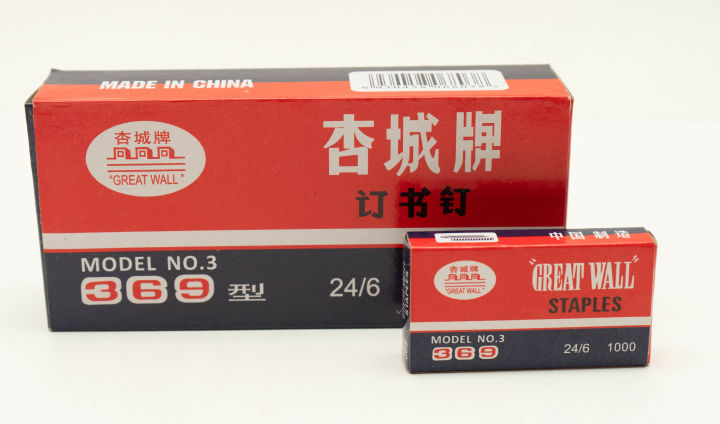 MADE IN CHINA
杏城牌
"GREAT WALL"
杏城牌
订书钉
MODEL NO.3
369 型
24/6
中国制造
杏城牌
"GREAT WALL"
"GREAT WALL"
STAPLES
MODEL NO.3
369
24/6 1000